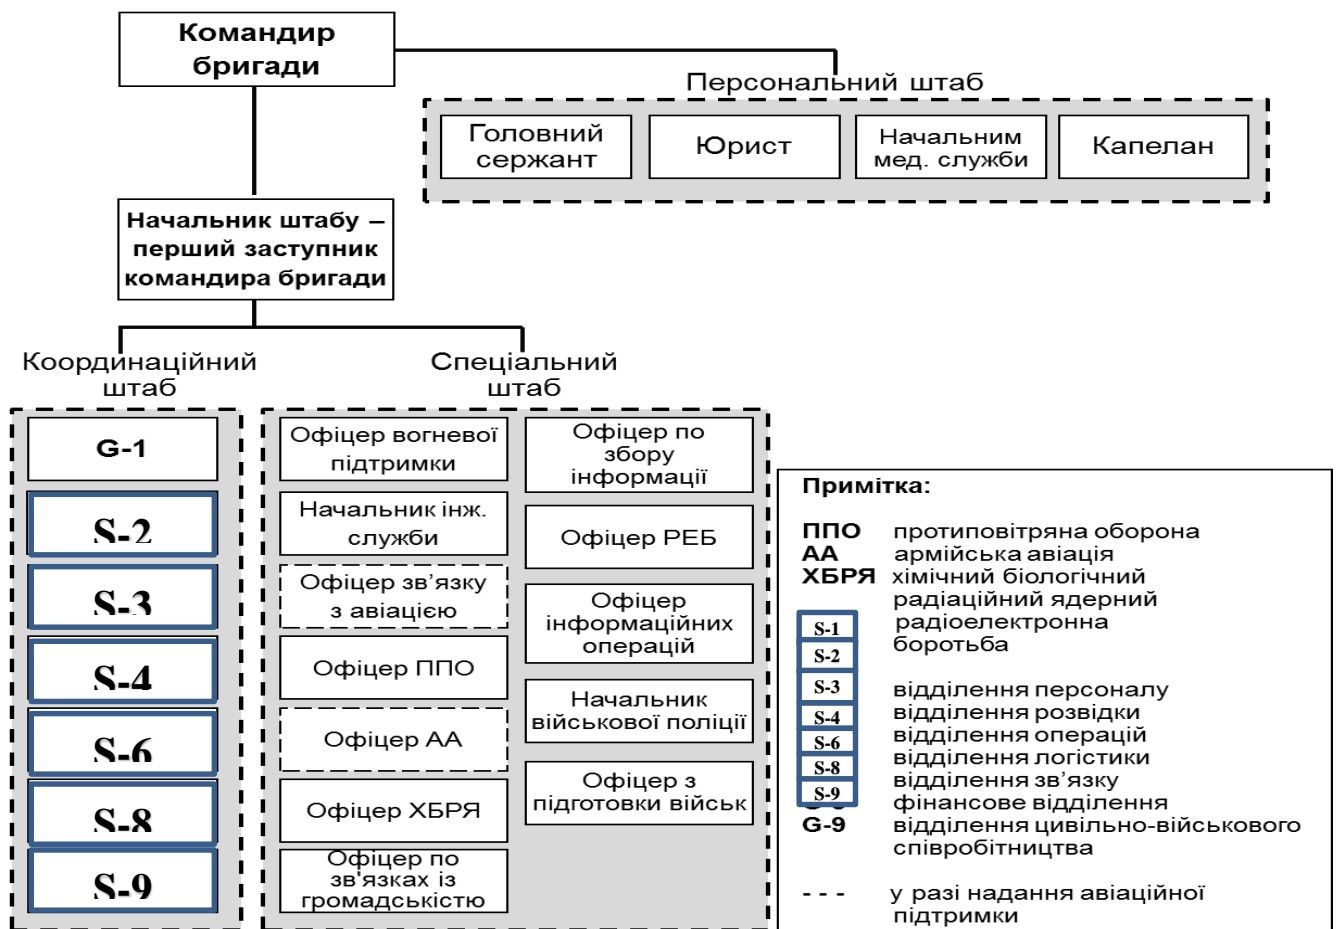 Командир
бригади
Персональний штаб
Головний
сержант
Юрист
Начальним
мед. служби
Капелан
Начальник штабу –
перший заступник
командира бригади
Координаційний
штаб
Спеціальний
штаб
G-1
S-2
S-3
S-4
S-6
S-8
S-9
Офіцер вогневої
підтримки
Начальник інж.
служби
Офіцер зв’язку
з авіацією
Офіцер ППО
Офіцер АА
Офіцер ХБРЯ
Офіцер по
зв'язках із
громадськістю
Офіцер по
збору
інформації
Офіцер РЕБ
Офіцер
інформаційних
операцій
Начальник
військової поліції
Офіцер з
підготовки військ
Примітка:
ППО протиповітряна оборона
АА армійська авіація
ХБРЯ хімічний біологічний
радіаційний ядерний
S-1 радіоелектронна
S-2 боротьба
S-3 відділення персоналу
S-4 відділення розвідки
S-6 відділення операцій
S-8 відділення логістики
S-9 відділення зв’язку
фінансове відділення
G-9 відділення цивільно-військового
співробітництва
- - - у разі надання авіаційної
підтримки